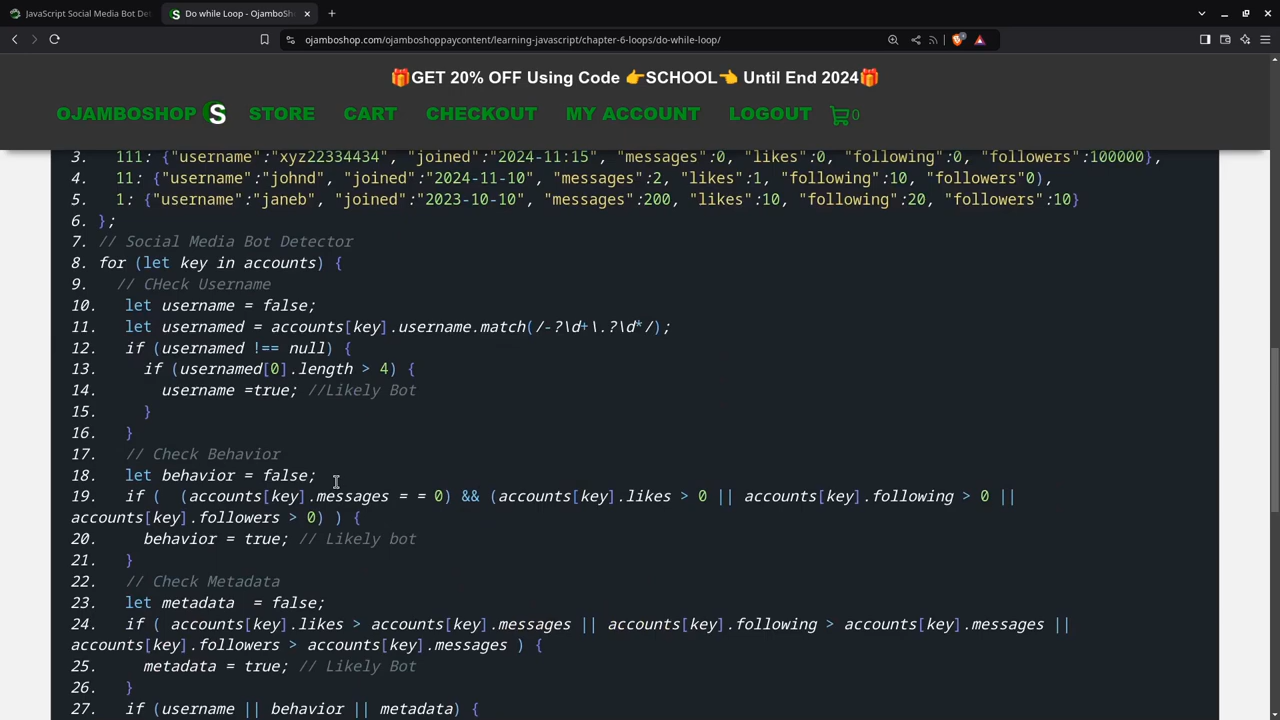 JavaScript Social Media Bot Det
Do while Loop - OjamboSh
ojamboshop.com/ojamboshoppaycontent/learning-javascript/chapter-6-loops/do-while-loop/
🎁GET 20% OFF Using Code 👉SCHOOL👈 Until End 2024🎁
OJAMBOSHOP S STORE CART CHECKOUT MY ACCOUNT LOGOUT 0
3. 111: {"username":"xyz22334434", "joined":"2024-11:15", "messages":0, "likes":0, "following":0, "followers":100000},
4. 11: {"username":"johnd", "joined":"2024-11-10", "messages":2, "likes":1, "following":10, "followers"0),
5. 1: {"username":"janeb", "joined":"2023-10-10", "messages":200, "likes":10, "following":20, "followers":10}
6. };
7. // Social Media Bot Detector
8. for (let key in accounts) {
9. // CHeck Username
10. let username = false;
11. let usernamed = accounts[key].username.match(/-?\d+\.?\d*/);
12. if (usernamed !== null) {
13. if (usernamed[0].length > 4) {
14. username =true; //Likely Bot
15. }
16. }
17. // Check Behavior
18. let behavior = false;
19. if ( (accounts[key].messages = = 0) && (accounts[key].likes > 0 || accounts[key].following > 0 ||
accounts[key].followers > 0) ) {
20. behavior = true; // Likely bot
21. }
22. // Check Metadata
23. let metadata = false;
24. if ( accounts[key].likes > accounts[key].messages || accounts[key].following > accounts[key].messages ||
accounts[key].followers > accounts[key].messages ) {
25. metadata = true; // Likely Bot
26. }
27. if (username || behavior || metadata) {